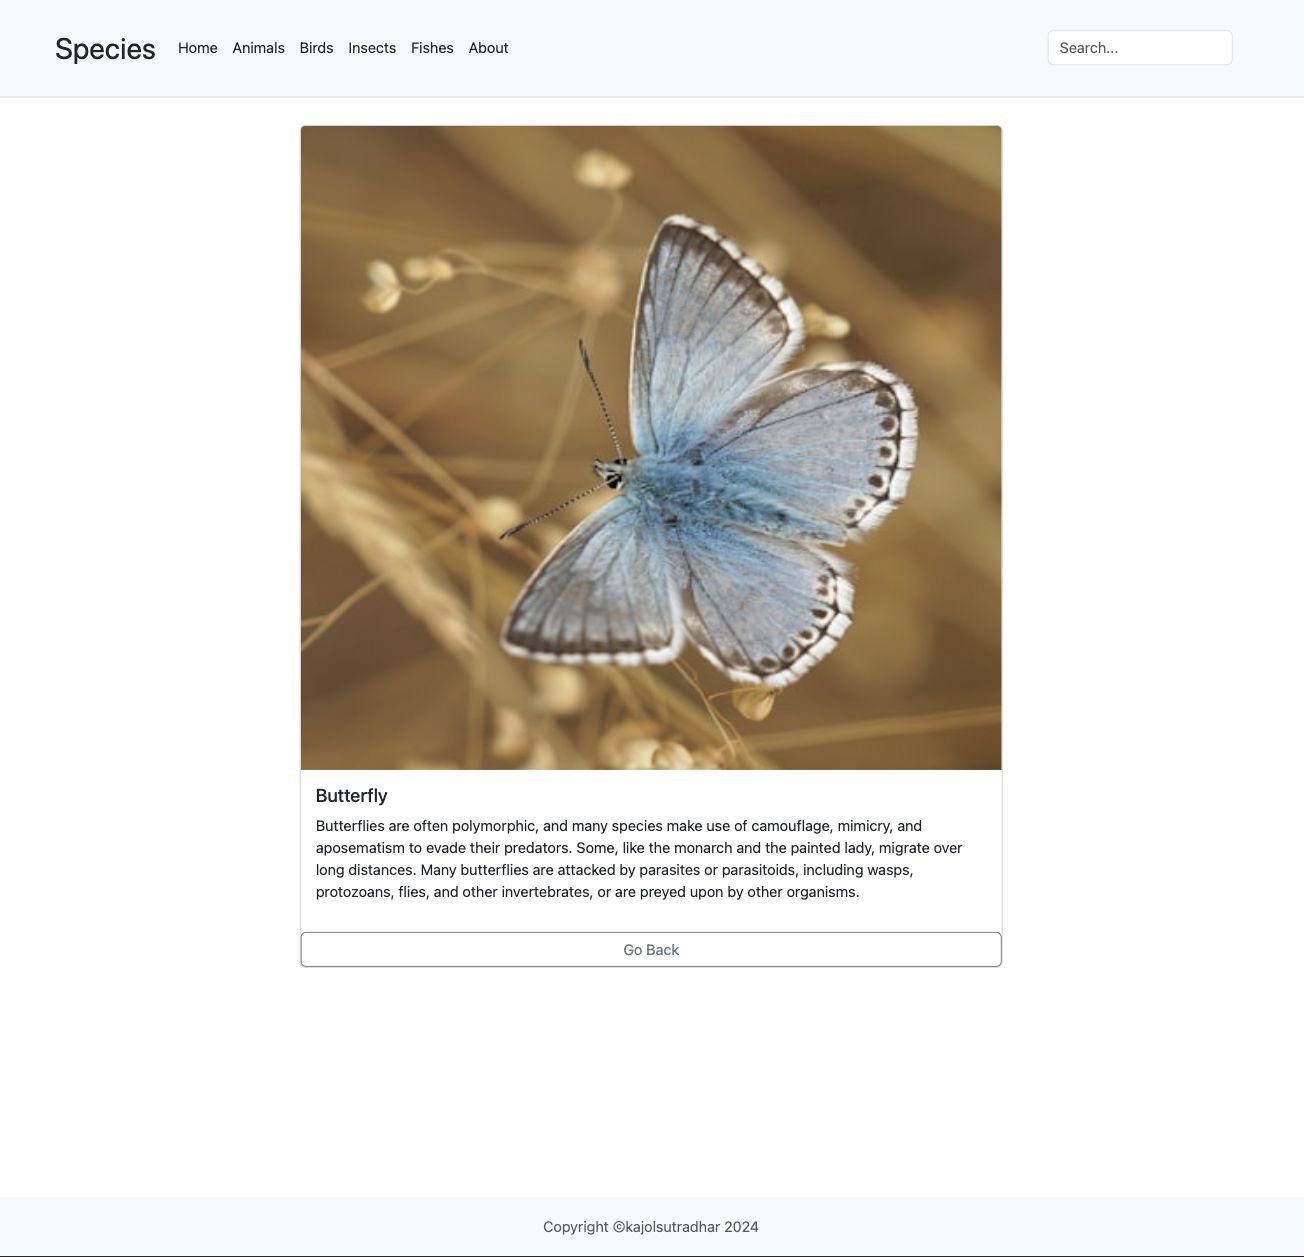 Species
Home Animals Birds Insects Fishes About
Search...
Butterfly
Butterflies are often polymorphic, and many species make use of camouflage, mimicry, and
aposematism to evade their predators. Some, like the monarch and the painted lady, migrate over
long distances. Many butterflies are attacked by parasites or parasitoids, including wasps,
protozoans, flies, and other invertebrates, or are preyed upon by other organisms.
Go Back
Copyright ©kajolsutradhar 2024